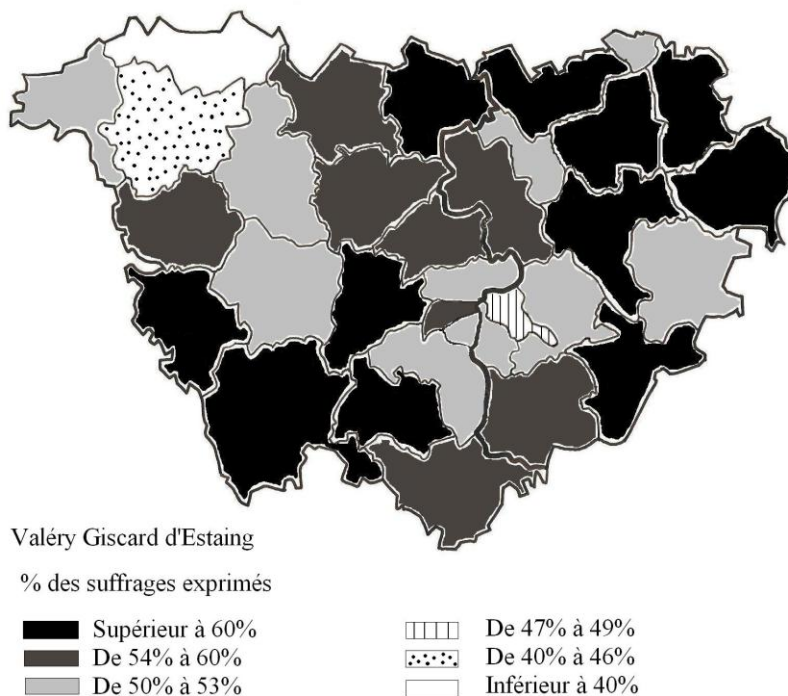 Valéry Giscard d'Estaing
% des suffrages exprimés
Supérieur à 60%
De 54% à 60%
De 50% à 53%
De 47% à 49%
De 40% à 46%
Inférieur à 40%